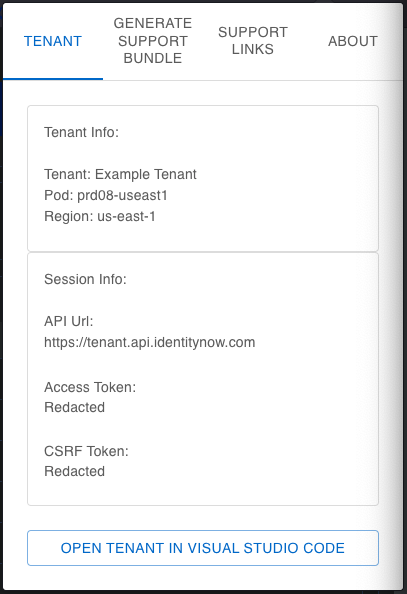 TENANT
GENERATE
SUPPORT
BUNDLE
SUPPORT
LINKS
ABOUT
Tenant Info:
Tenant: Example Tenant
Pod: prd08-useast1
Region: us-east-1
Session Info:
API Url:
https://tenant.api.identitynow.com
Access Token:
Redacted
CSRF Token:
Redacted
OPEN TENANT IN VISUAL STUDIO CODE